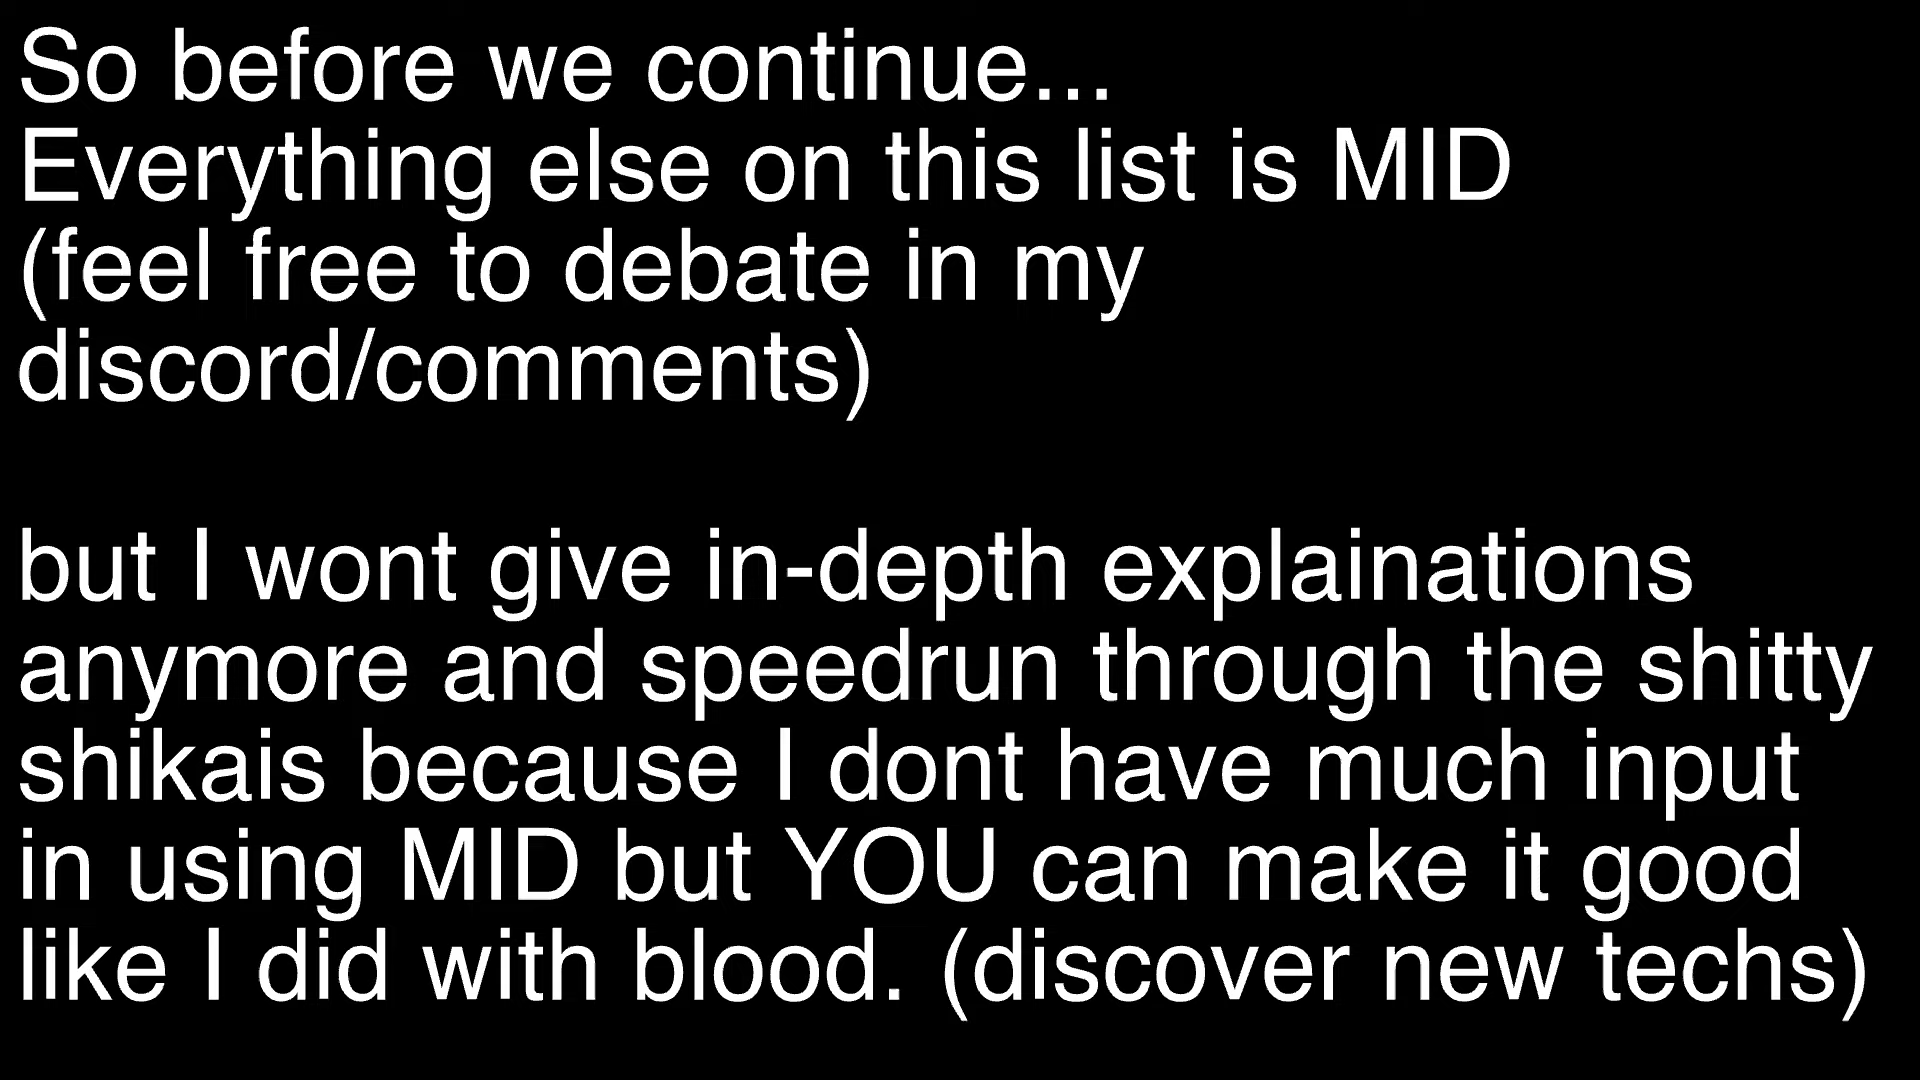 So before we continue...
Everything else on this list is MID
(feel free to debate in my
discord/comments)
but I wont give in-depth explainations
anymore and speedrun through the shitty
shikais because I dont have much input
in using MID but YOU can make it good
like I did with blood. (discover new techs)